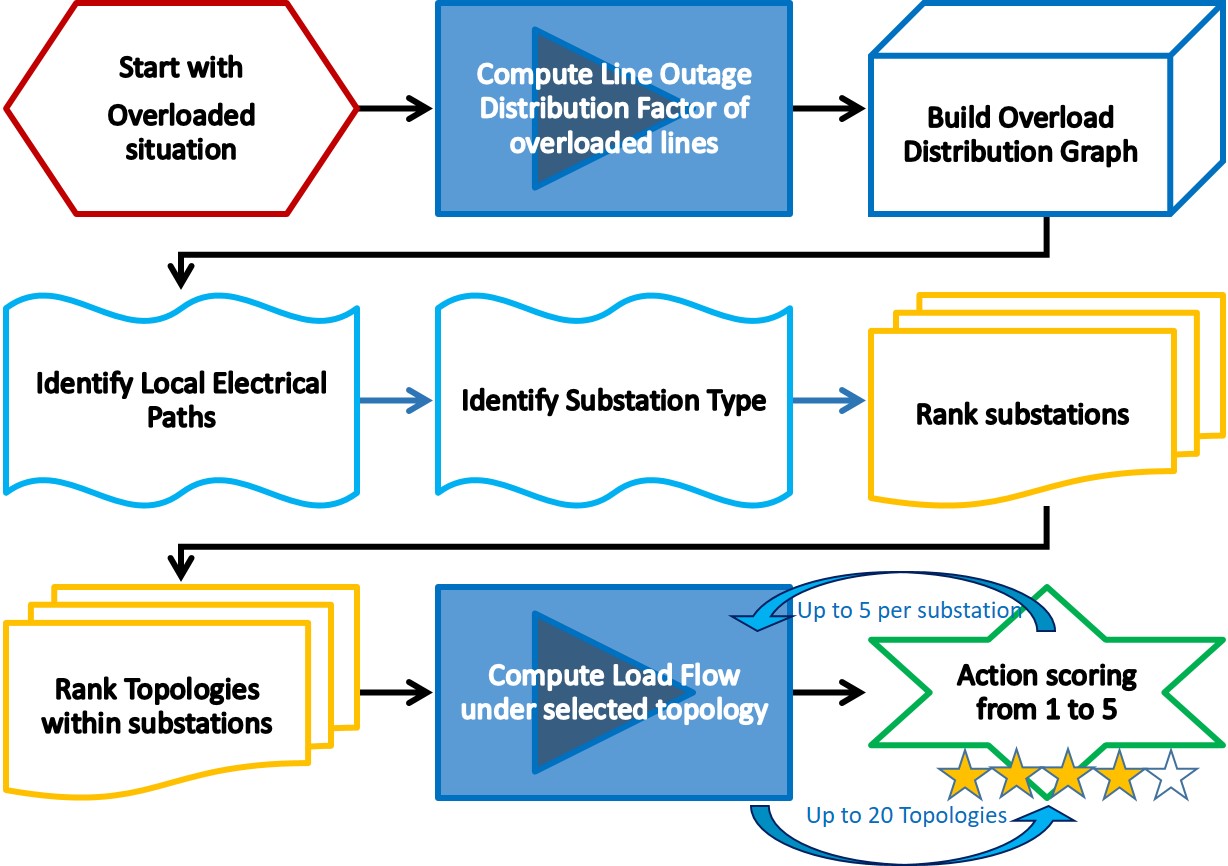 Start with
Overloaded
situation
Compute Line Outage
Distribution Factor of
overloaded lines
Build Overload
Distribution Graph
Identify Local Electrical
Paths
Identify Substation Type
Rank substations
Rank Topologies
within substations
Compute Load Flow
under selected topology
Up to 5 per substation
Action scoring
from 1 to 5
Up to 20 Topologies